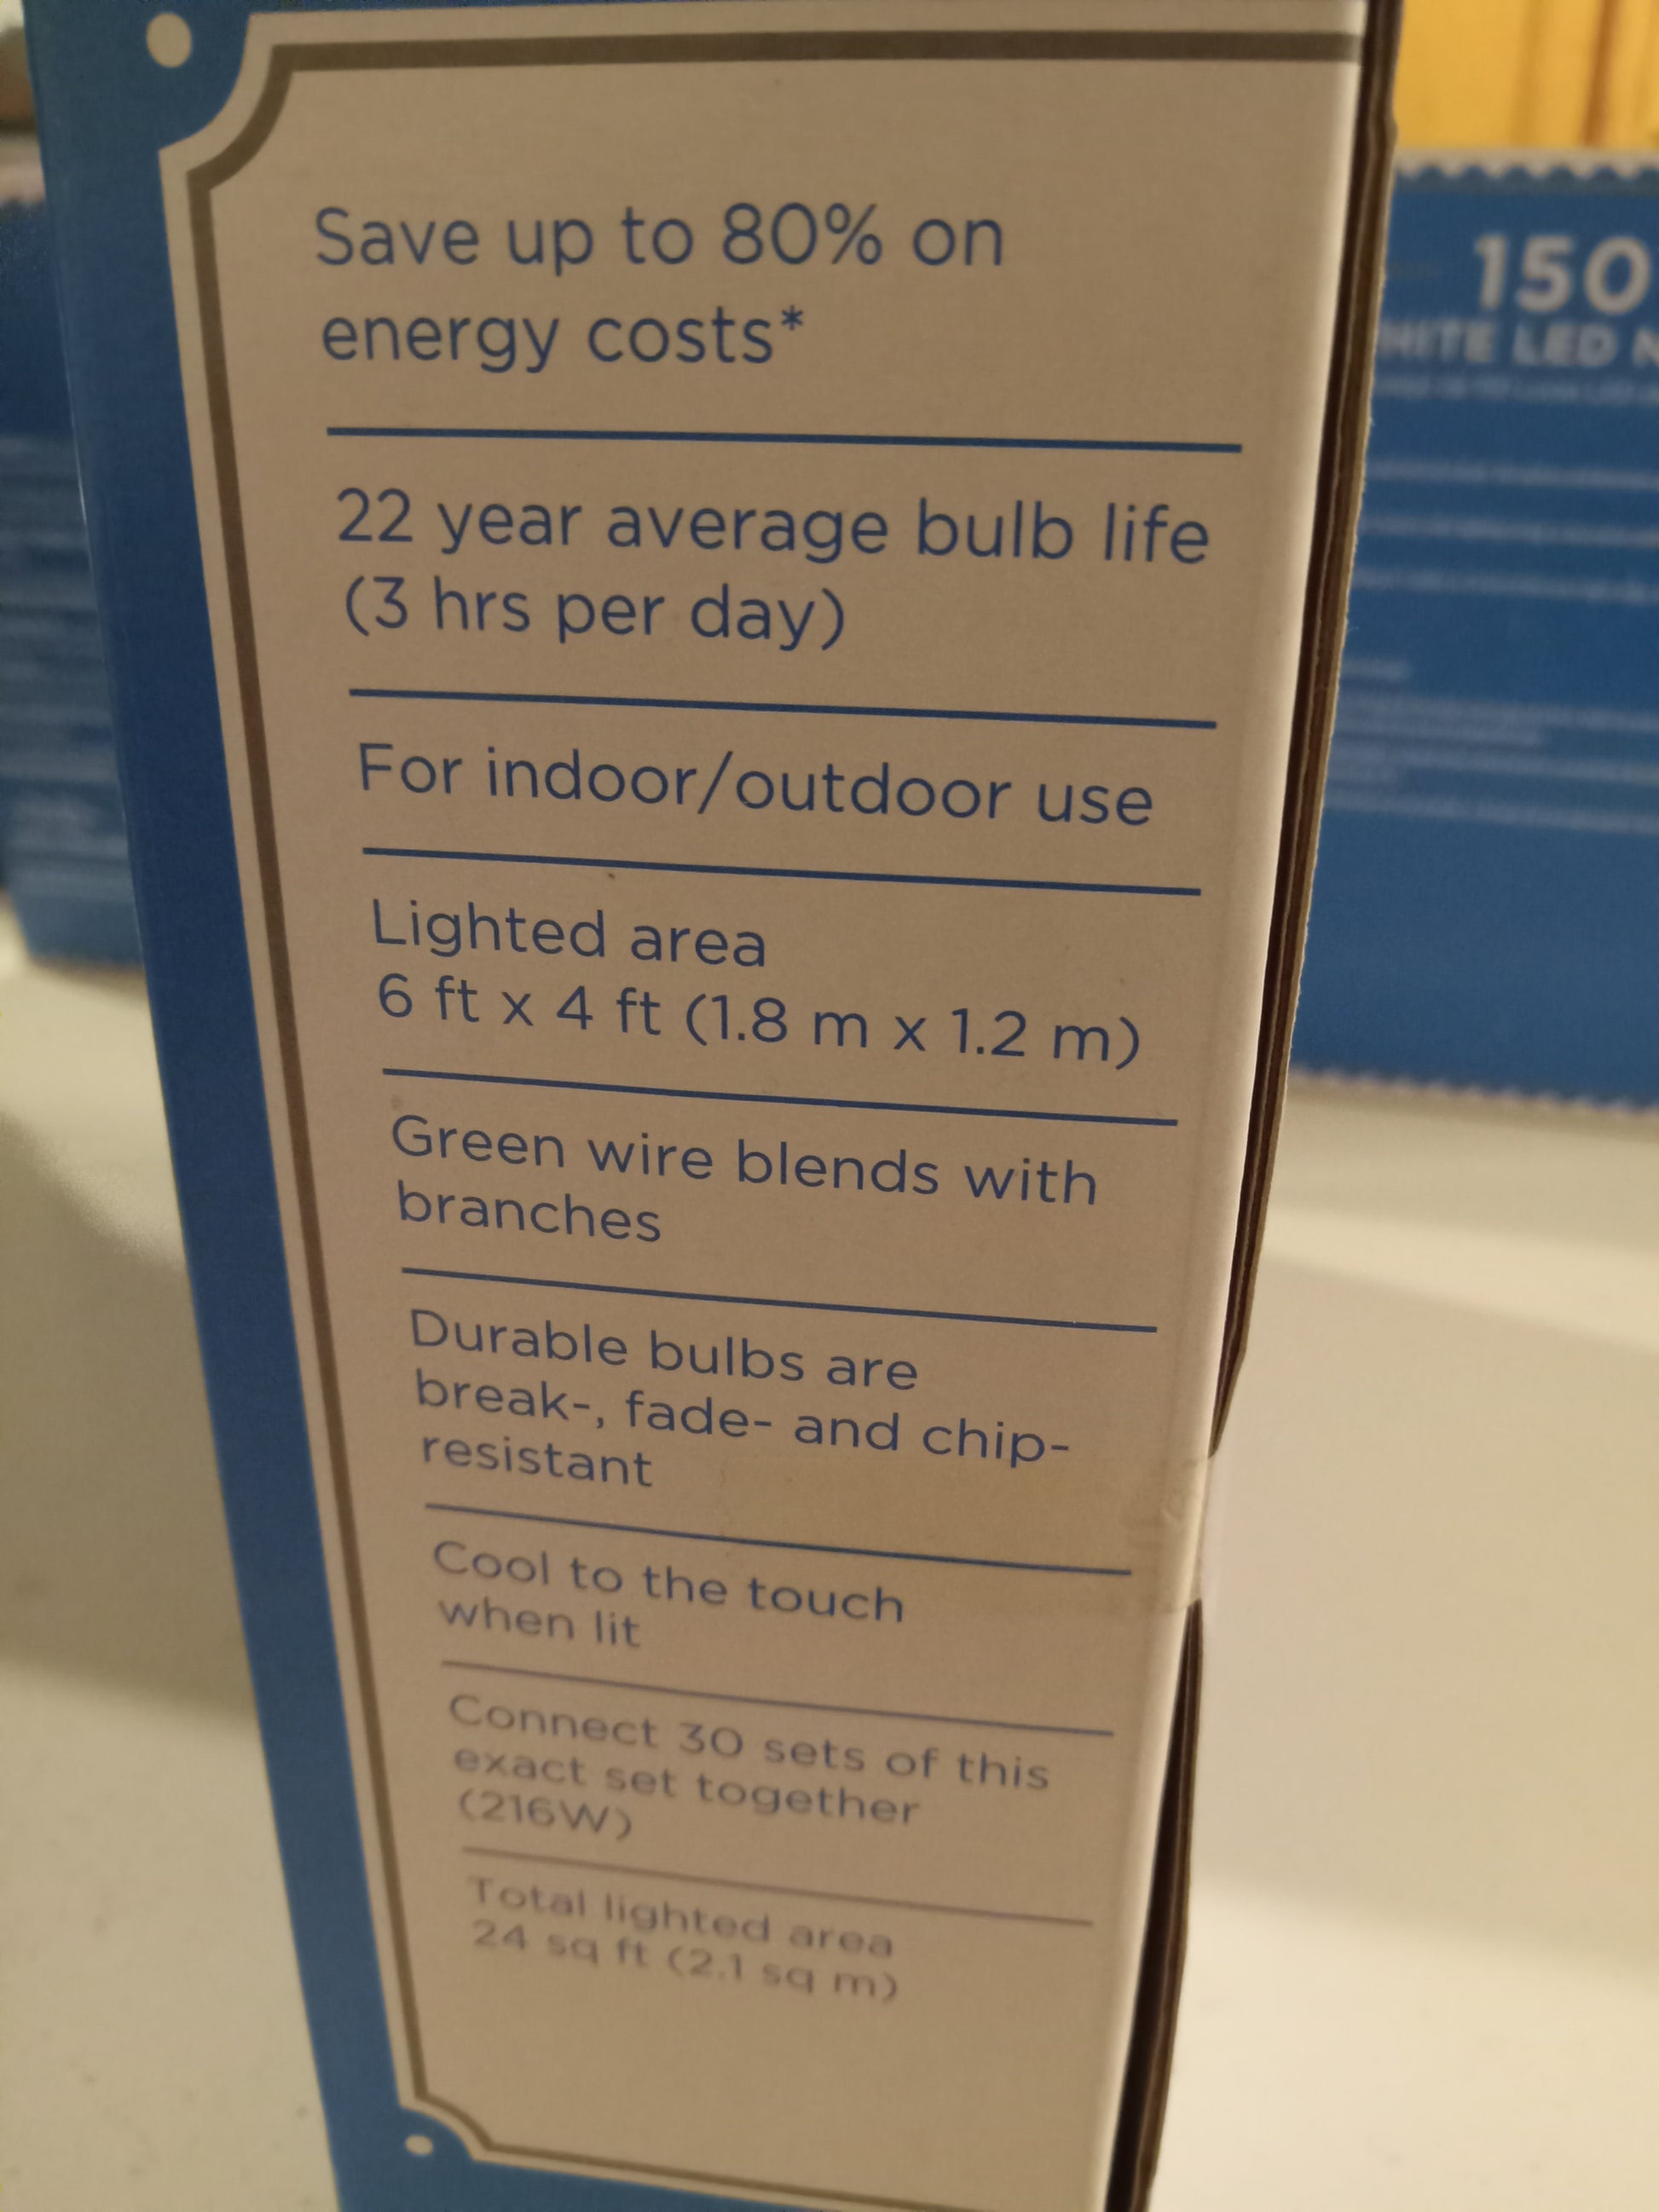 Save up to 80% on
energy costs*
22 year average bulb life
(3 hrs per day)
For indoor/outdoor use
Lighted area
6 ft x 4 ft (1.8 m x 1.2 m)
Green wire blends with
branches
Durable bulbs are
break-, fade- and chip-
resistant
Cool to the touch
when lit
Connect 30 sets of this
exact set together
(216W)
Total lighted area
24 sq ft (2.1 sq m)
150
HITE LED N